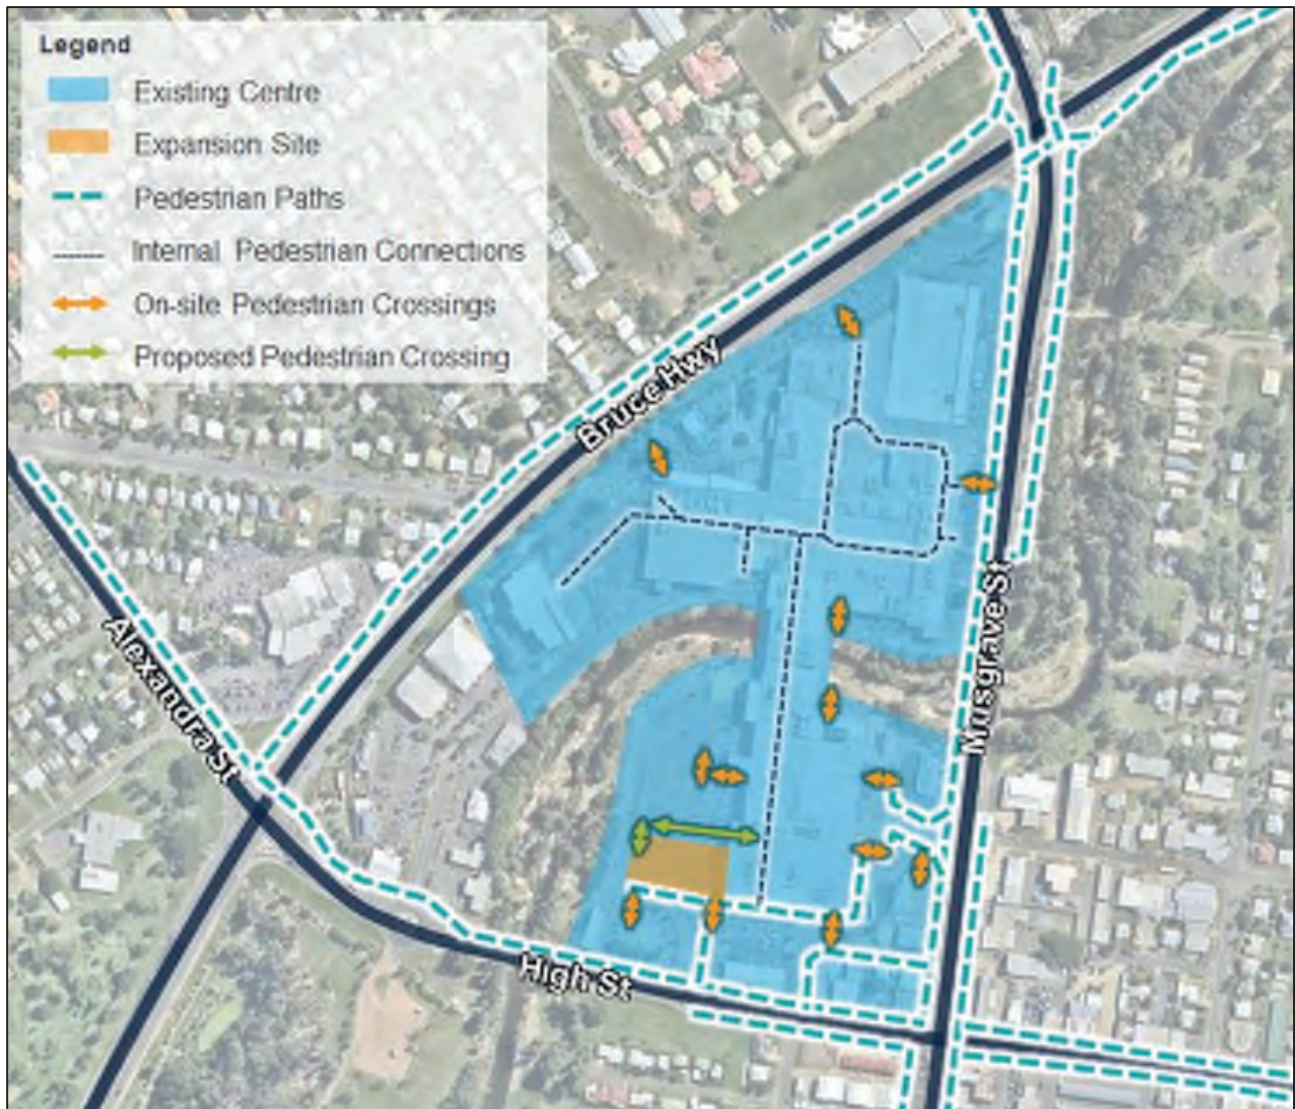 Legend
Existing Centre
Expansion Site
Pedestrian Paths
Internal Pedestrian Connections
On-site Pedestrian Crossings
Proposed Pedestrian Crossing
Bruce Hwy
Alexandra St
Musgrave St
High St